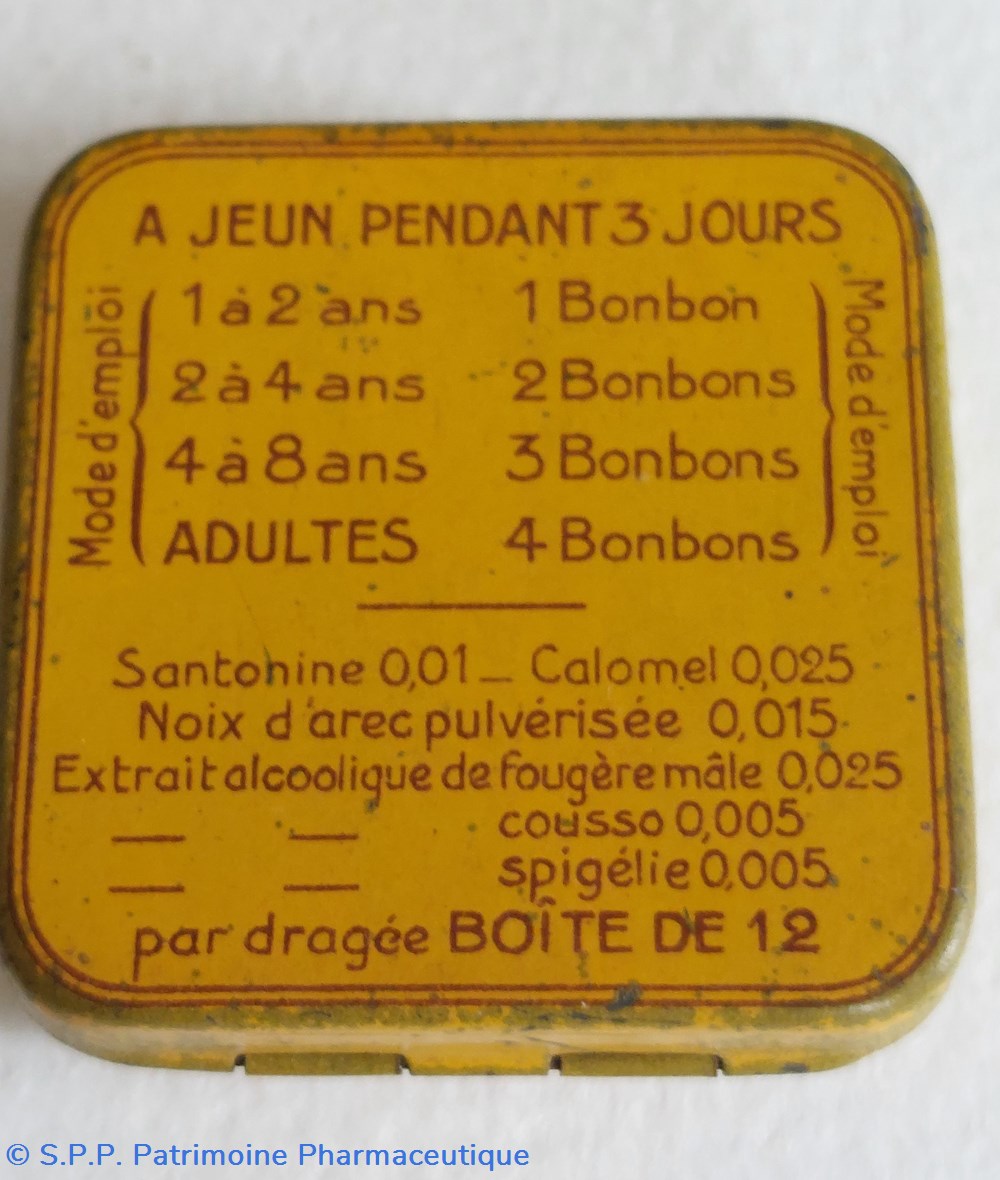 A JEUN PENDANT 3 JOURS
Mode d'emploi
1 à 2 ans 1 Bonbon
2 à 4 ans 2 Bonbons
4 à 8 ans 3 Bonbons
ADULTES 4 Bonbons
Mode d'emploi
Santonine 0,01 _ Calomel 0,025
Noix d'arec pulvérisée 0,015
Extrait alcoolique de fougère mâle 0,025
— — cousso 0,005
— — spigélie 0,005
par dragée BOÎTE DE 12
© S.P.P. Patrimoine Pharmaceutique